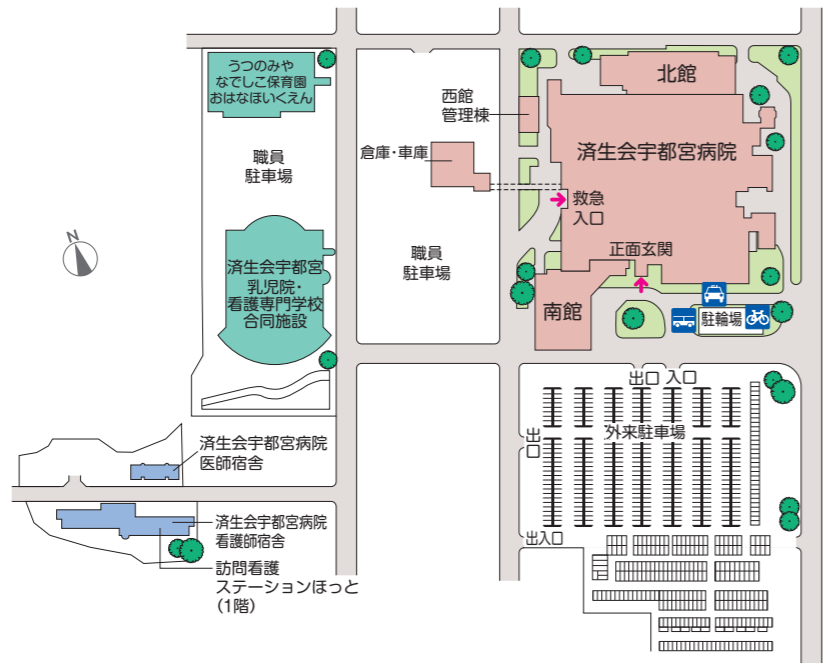 うつのみや
なでしこ保育園
おはなほいくえん
職員
駐車場
済生会宇都宮
乳児院・
看護専門学校
合同施設
N
西館
管理棟
倉庫・車庫
職員
駐車場
北館
済生会宇都宮病院
救急
入口
正面玄関
南館
駐輪場
出口 入口
外来駐車場
出口
出入口
済生会宇都宮病院
医師宿舎
済生会宇都宮病院
看護師宿舎
訪問看護
ステーションほっと
(1階)